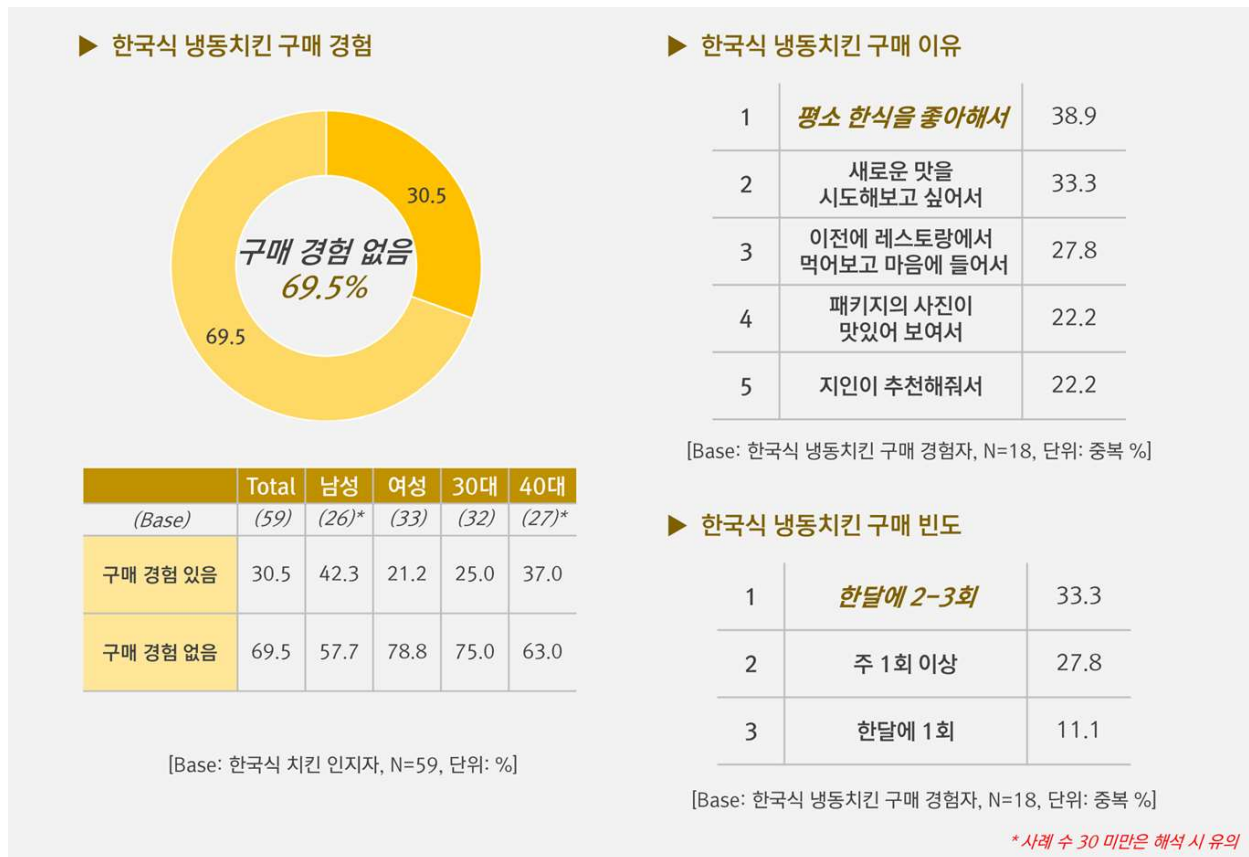 ▶ 한국식 냉동치킨 구매 경험
30.5
구매 경험 없음
69.5%
69.5
Total 남성 여성 30대 40대
(Base) (59) (26)* (33) (32) (27)*
구매 경험 있음 30.5 42.3 21.2 25.0 37.0
구매 경험 없음 69.5 57.7 78.8 75.0 63.0
[Base: 한국식 치킨 인지자, N=59, 단위: %]
▶ 한국식 냉동치킨 구매 이유
1 평소 한식을 좋아해서 38.9
2 새로운 맛을
시도해보고 싶어서 33.3
3 이전에 레스토랑에서
먹어보고 마음에 들어서 27.8
4 패키지의 사진이
맛있어 보여서 22.2
5 지인이 추천해줘서 22.2
[Base: 한국식 냉동치킨 구매 경험자, N=18, 단위: 중복 %]
▶ 한국식 냉동치킨 구매 빈도
1 한달에 2-3회 33.3
2 주 1회 이상 27.8
3 한달에 1회 11.1
[Base: 한국식 냉동치킨 구매 경험자, N=18, 단위: 중복 %]
* 사례 수 30 미만은 해석 시 유의